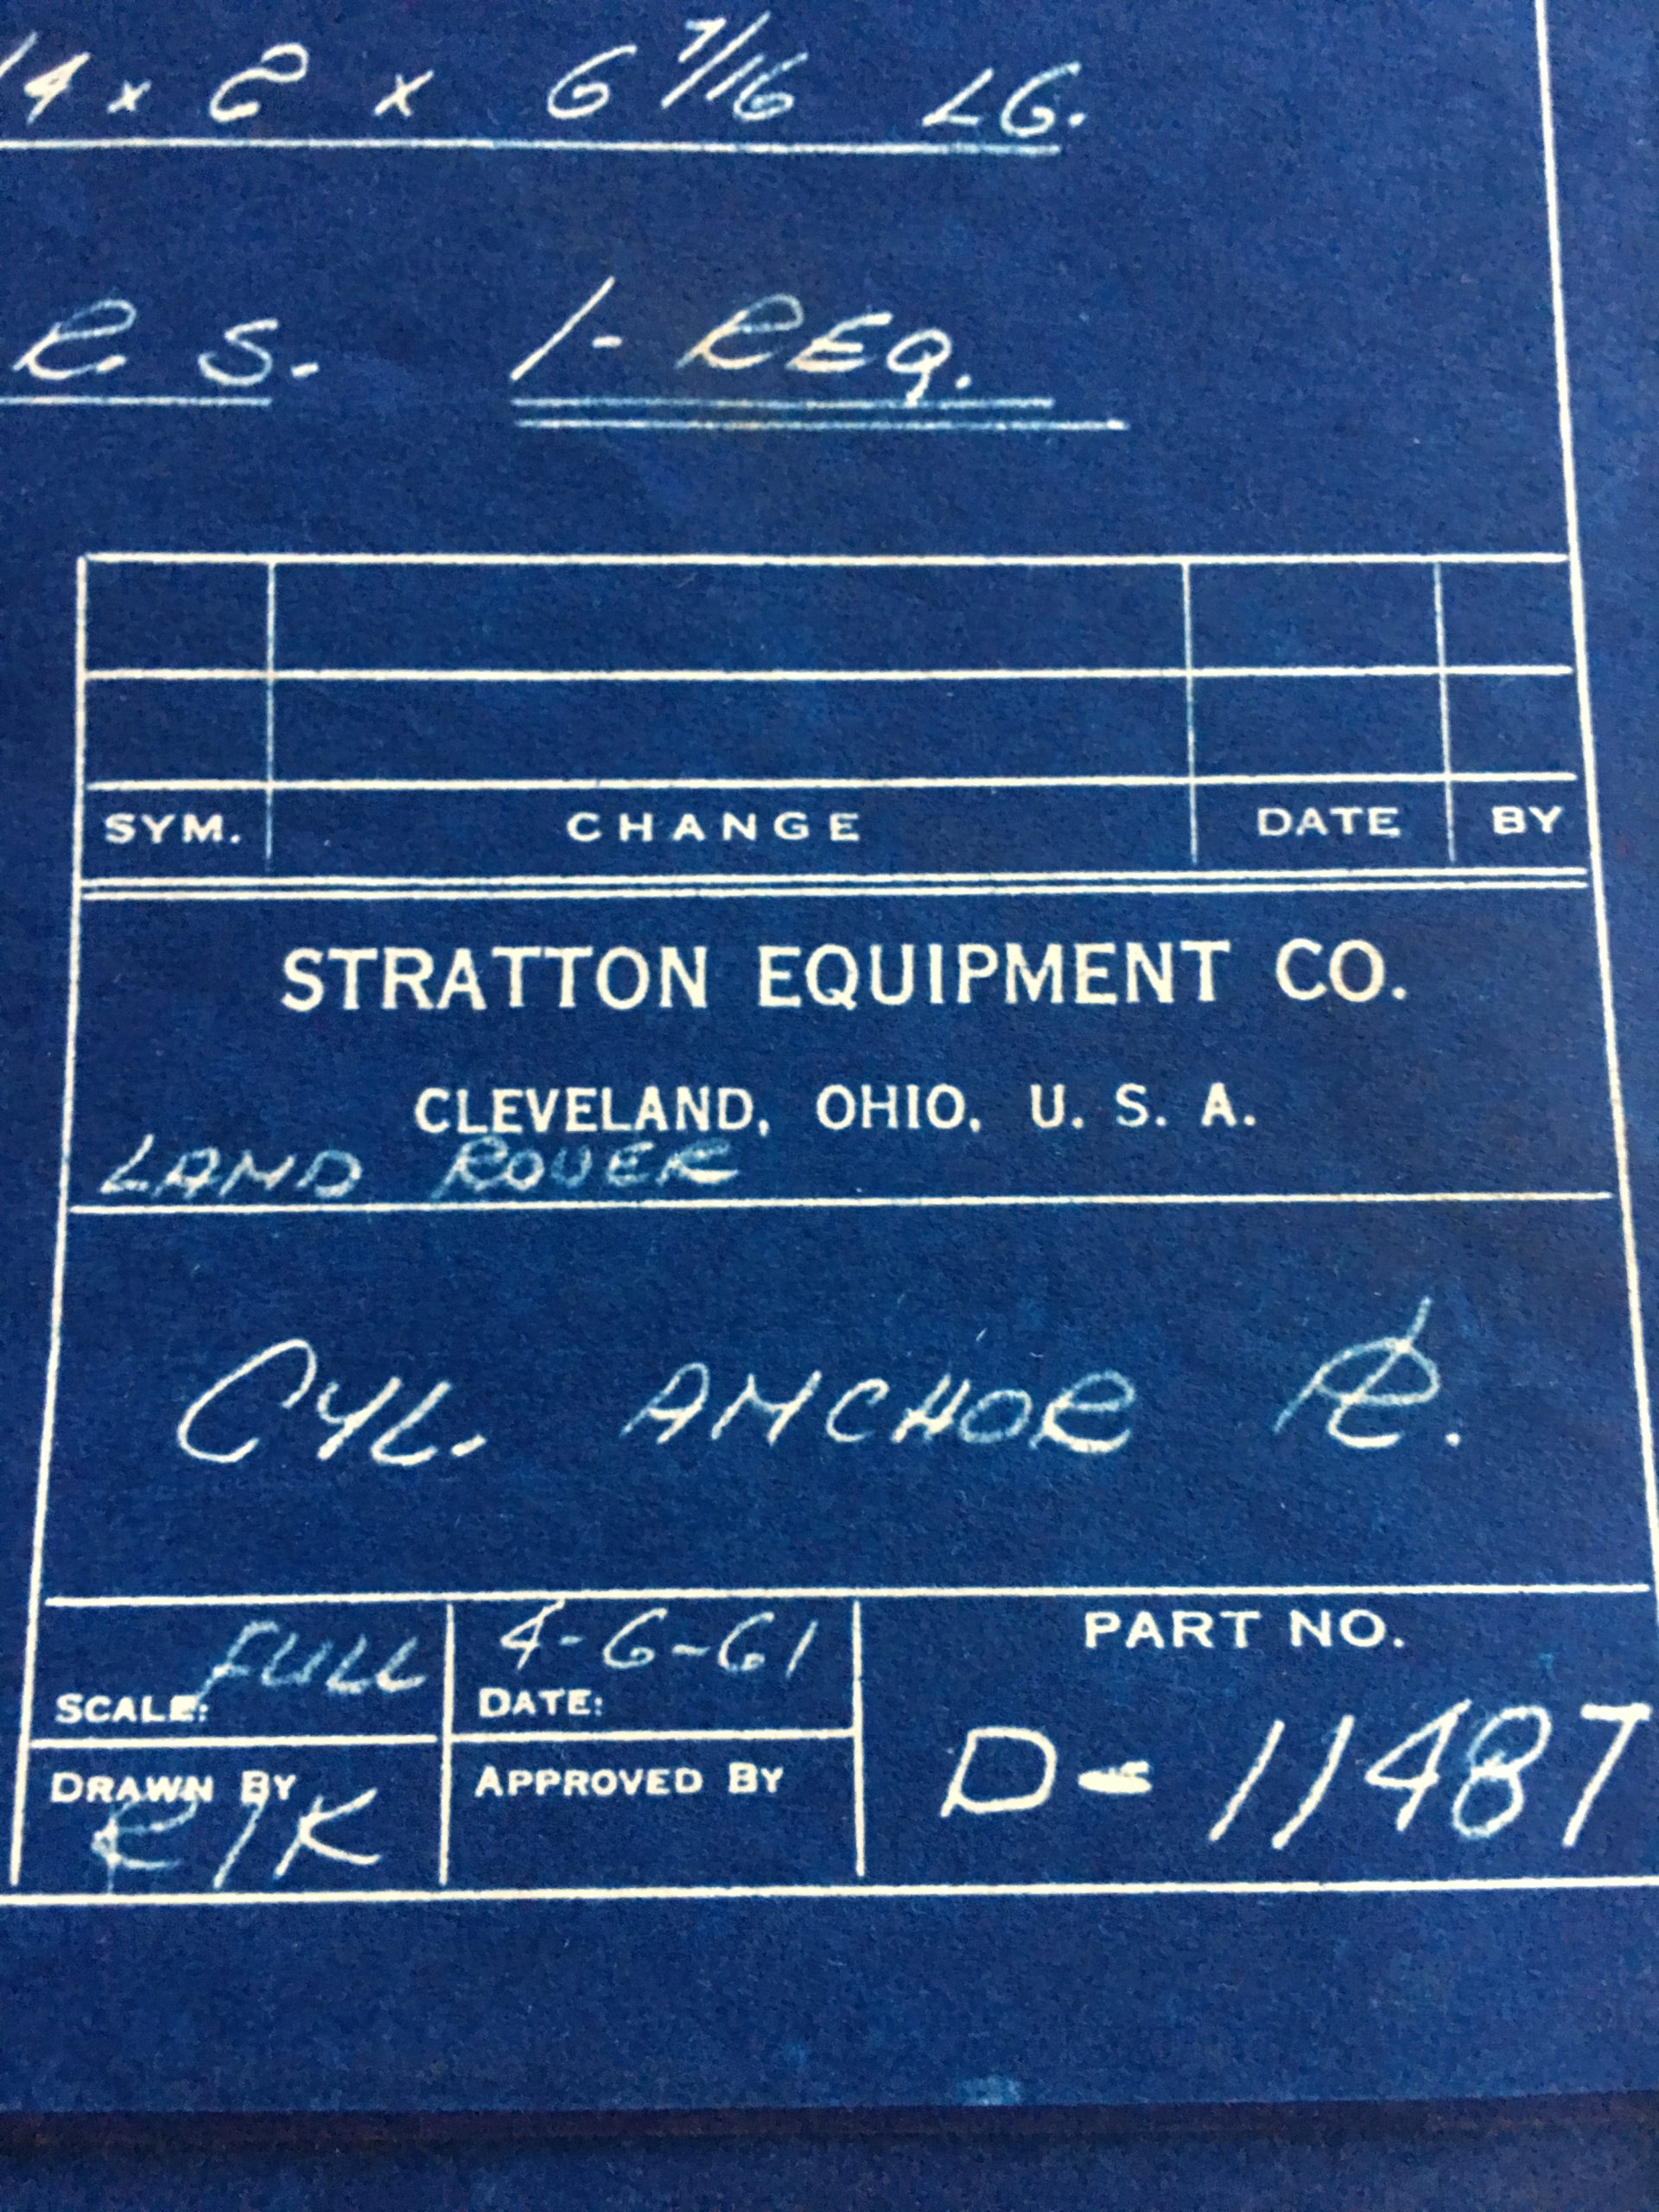 /4 x 2 x 6 7/16 LG.
R. S. 1- REQ.
SYM. CHANGE DATE BY
STRATTON EQUIPMENT CO.
CLEVELAND, OHIO, U. S. A.
LAND ROVER
CYL. ANCHOR PL.
FULL 4-6-61 PART NO.
SCALE: DATE:
D- 11487
DRAWN BY APPROVED BY